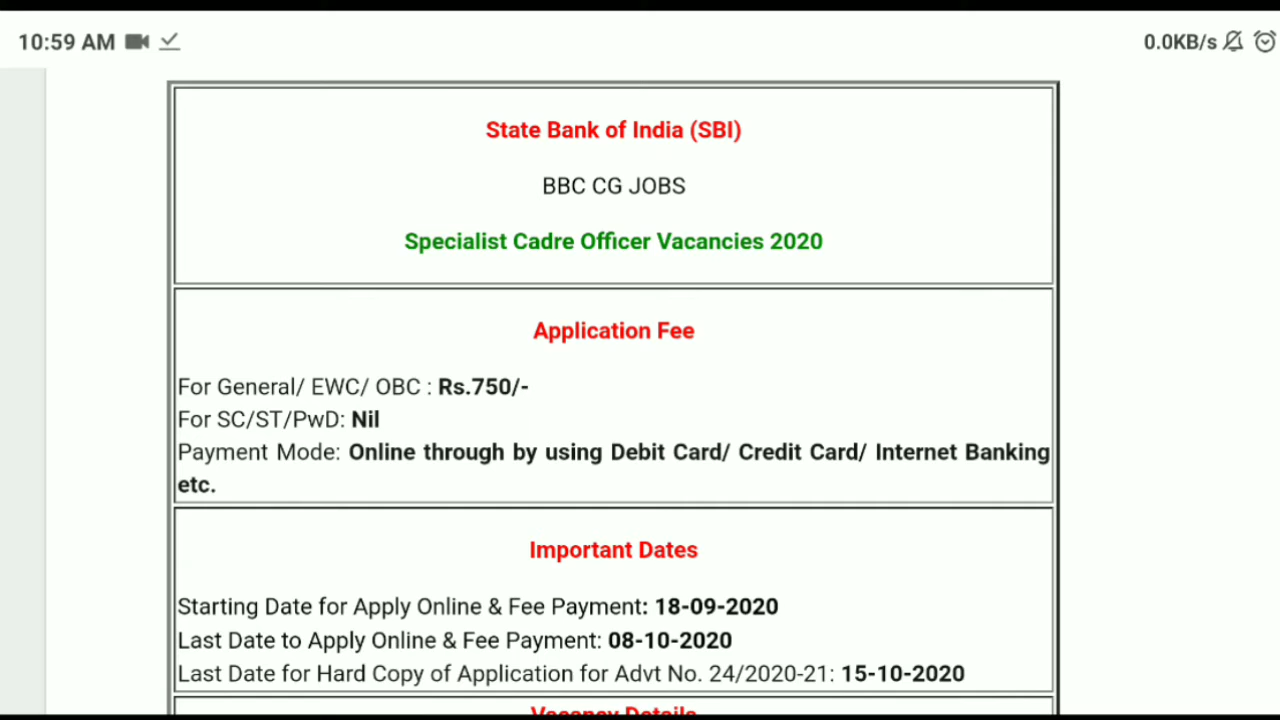 10:59 AM
0.0KB/s
State Bank of India (SBI)
BBC CG JOBS
Specialist Cadre Officer Vacancies 2020
Application Fee
For General/ EWC/ OBC : Rs.750/-
For SC/ST/PwD: Nil
Payment Mode: Online through by using Debit Card/ Credit Card/ Internet Banking
etc.
Important Dates
Starting Date for Apply Online & Fee Payment: 18-09-2020
Last Date to Apply Online & Fee Payment: 08-10-2020
Last Date for Hard Copy of Application for Advt No. 24/2020-21: 15-10-2020
Vacancy Details